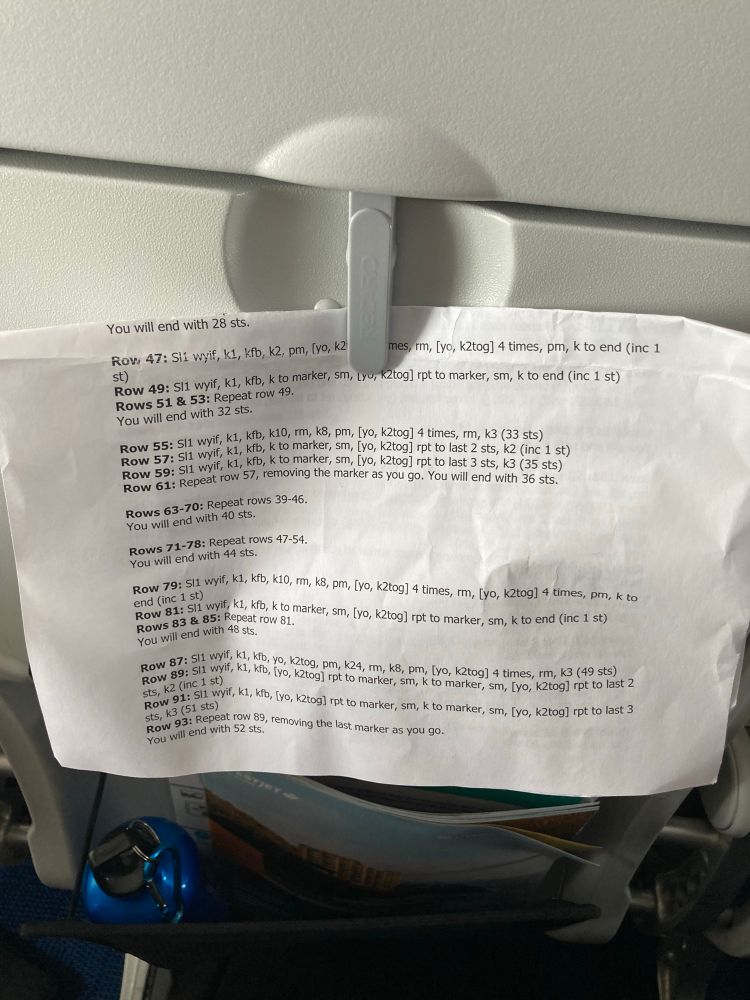 You will end with 28 sts.
Row 47: Sl1 wyif, k1, kfb, k2, pm, [yo, k2 mes, rm, [yo, k2tog] 4 times, pm, k to end (inc 1
st)
Row 49: Sl1 wyif, k1, kfb, k to marker, sm, [yo, k2tog] rpt to marker, sm, k to end (inc 1 st)
Rows 51 & 53: Repeat row 49.
You will end with 32 sts.
Row 55: Sl1 wyif, k1, kfb, k10, rm, k8, pm, [yo, k2tog] 4 times, rm, k3 (33 sts)
Row 57: Sl1 wyif, k1, kfb, k to marker, sm, [yo, k2tog] rpt to last 2 sts, k2 (inc 1 st)
Row 59: Sl1 wyif, k1, kfb, k to marker, sm, [yo, k2tog] rpt to last 3 sts, k3 (35 sts)
Row 61: Repeat row 57, removing the marker as you go. You will end with 36 sts.
Rows 63-70: Repeat rows 39-46.
You will end with 40 sts.
Rows 71-78: Repeat rows 47-54.
You will end with 44 sts.
Row 79: Sl1 wyif, k1, kfb, k10, rm, k8, pm, [yo, k2tog] 4 times, rm, [yo, k2tog] 4 times, pm, k to
end (inc 1 st)
Row 81: Sl1 wyif, k1, kfb, k to marker, sm, [yo, k2tog] rpt to marker, sm, k to end (inc 1 st)
Rows 83 & 85: Repeat row 81.
You will end with 48 sts.
Row 87: Sl1 wyif, k1, kfb, yo, k2tog, pm, k24, rm, k8, pm, [yo, k2tog] 4 times, rm, k3 (49 sts)
Row 89: Sl1 wyif, k1, kfb, [yo, k2tog] rpt to marker, sm, k to marker, sm, [yo, k2tog] rpt to last 2
sts, k2 (inc 1 st)
Row 91: Sl1 wyif, k1, kfb, [yo, k2tog] rpt to marker, sm, k to marker, sm, [yo, k2tog] rpt to last 3
sts, k3 (51 sts)
Row 93: Repeat row 89, removing the last marker as you go.
You will end with 52 sts.